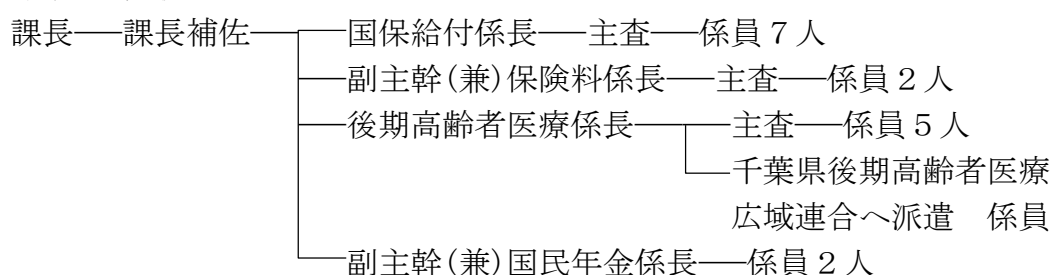 課長──課長補佐──国保給付係長──主査──係員７人
副主幹(兼)保険料係長──主査──係員２人
後期高齢者医療係長──主査──係員５人
千葉県後期高齢者医療
広域連合へ派遣　係員
副主幹(兼)国民年金係長──係員２人